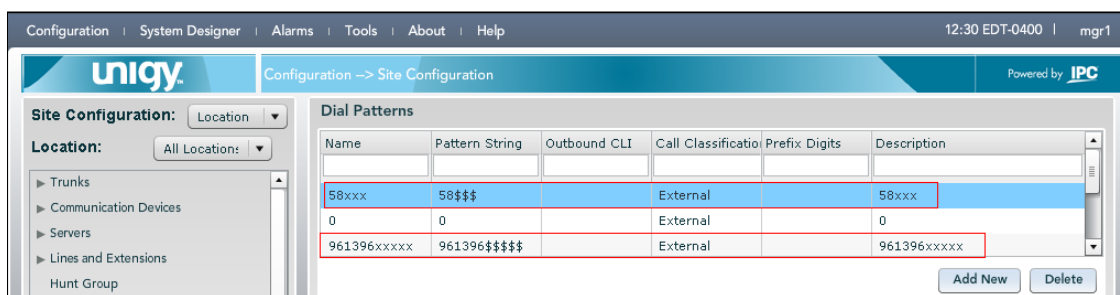 Configuration | System Designer | Alarms | Tools | About | Help 12:30 EDT-0400 | mgr1
unigy. Configuration --> Site Configuration Powered by IPC
Site Configuration: Location
Location: All Location:
Trunks
Communication Devices
Servers
Lines and Extensions
Hunt Group
Dial Patterns
Name Pattern String Outbound CLI Call Classificatio Prefix Digits Description
58xxx 58$$$ External 58xxx
0 0 External 0
961396xxxxx 961396$$$$$ External 961396xxxxx
Add New Delete